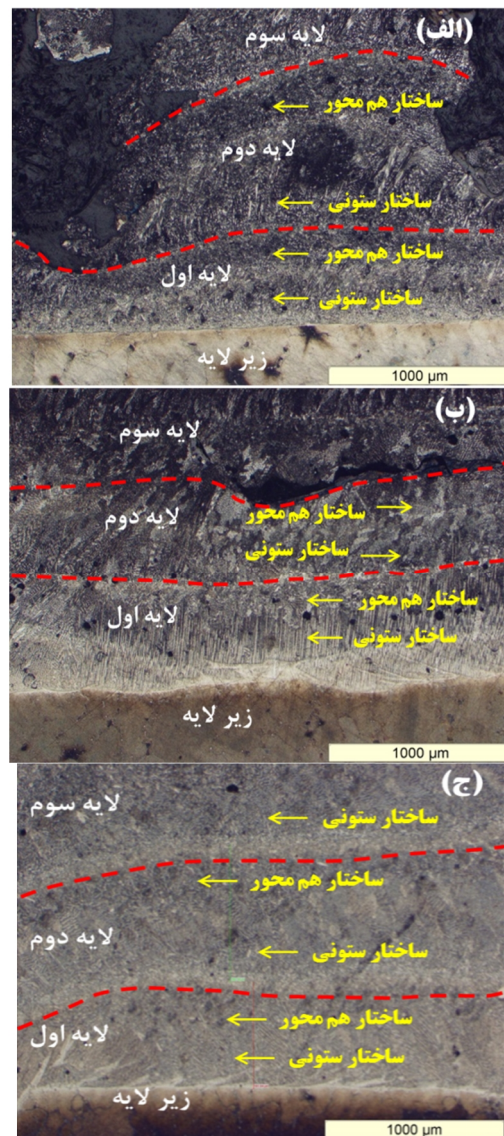 (الف)
لایه سوم
ساختار هم محور
لایه دوم
ساختار ستونی
ساختار هم محور
لایه اول
ساختار ستونی
زیر لایه
1000 µm
(ب)
لایه سوم
ساختار هم محور
لایه دوم
ساختار ستونی
ساختار هم محور
لایه اول
ساختار ستونی
زیر لایه
1000 µm
(ج)
لایه سوم
ساختار ستونی
ساختار هم محور
لایه دوم
ساختار ستونی
ساختار هم محور
لایه اول
ساختار ستونی
زیر لایه
1000 µm